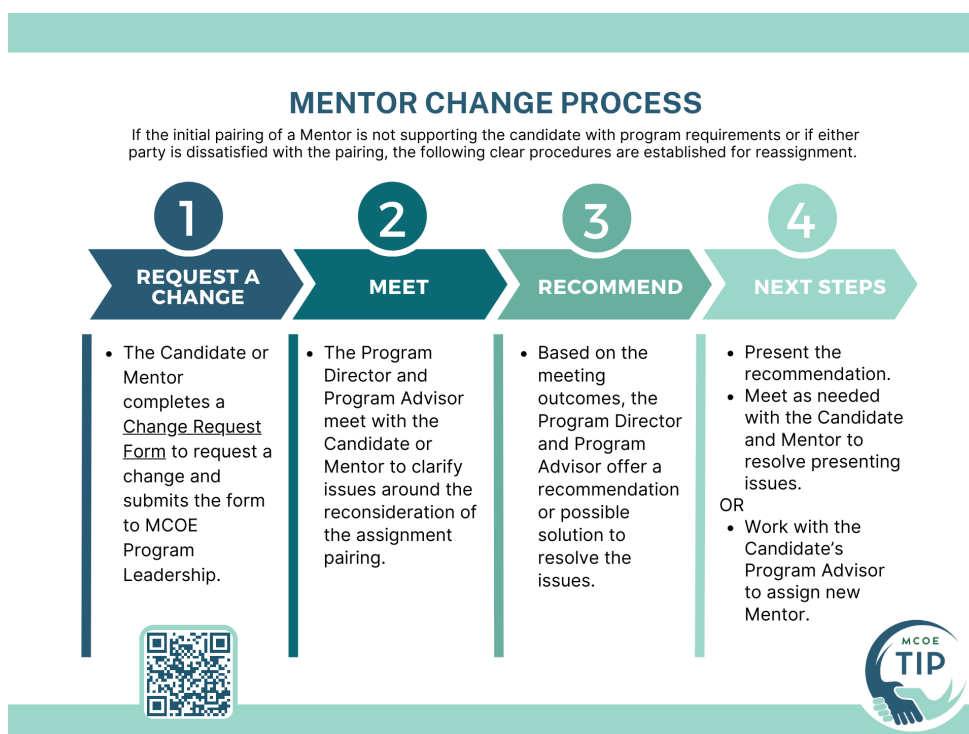 MENTOR CHANGE PROCESS
If the initial pairing of a Mentor is not supporting the candidate with program requirements or if either
party is dissatisfied with the pairing, the following clear procedures are established for reassignment.
1
REQUEST A
CHANGE
• The Candidate or
Mentor
completes a
Change Request
Form to request a
change and
submits the form
to MCOE
Program
Leadership.
2
MEET
• The Program
Director and
Program Advisor
meet with the
Candidate or
Mentor to clarify
issues around the
reconsideration of
the assignment
pairing.
3
RECOMMEND
• Based on the
meeting
outcomes, the
Program Director
and Program
Advisor offer a
recommendation
or possible
solution to
resolve the
issues.
4
NEXT STEPS
• Present the
recommendation.
• Meet as needed
with the Candidate
and Mentor to
resolve presenting
issues.
OR
• Work with the
Candidate's
Program Advisor
to assign new
Mentor.
MCOE
TIP